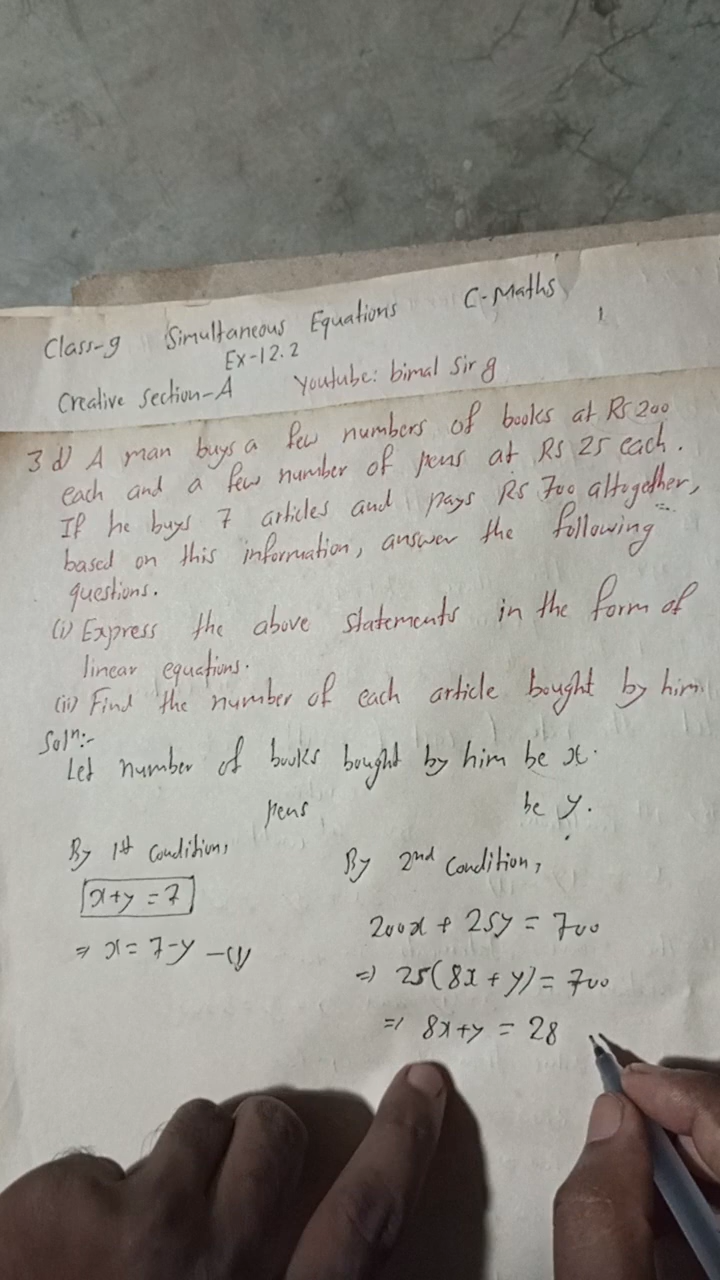 Class-9 Simultaneous Equations C-Maths 1
Ex-12.2
Creative Section-A Youtube: bimal Sir g
3 d) A man buys a few numbers of books at RS 200
each and a few number of pens at RS 25 each.
If he buys 7 articles and pays RS 700 altogether,
based on this information, answer the following
questions.
(i) Express the above statements in the form of
linear equations.
(ii) Find the number of each article bought by him.
Solⁿ:-
Let number of books bought by him be x.
pens be y.
By 1st condition,
x+y = 7
⇒ x = 7-y -(1)
By 2nd condition,
200x + 25y = 700
⇒ 25(8x + y) = 700
⇒ 8x+y = 28